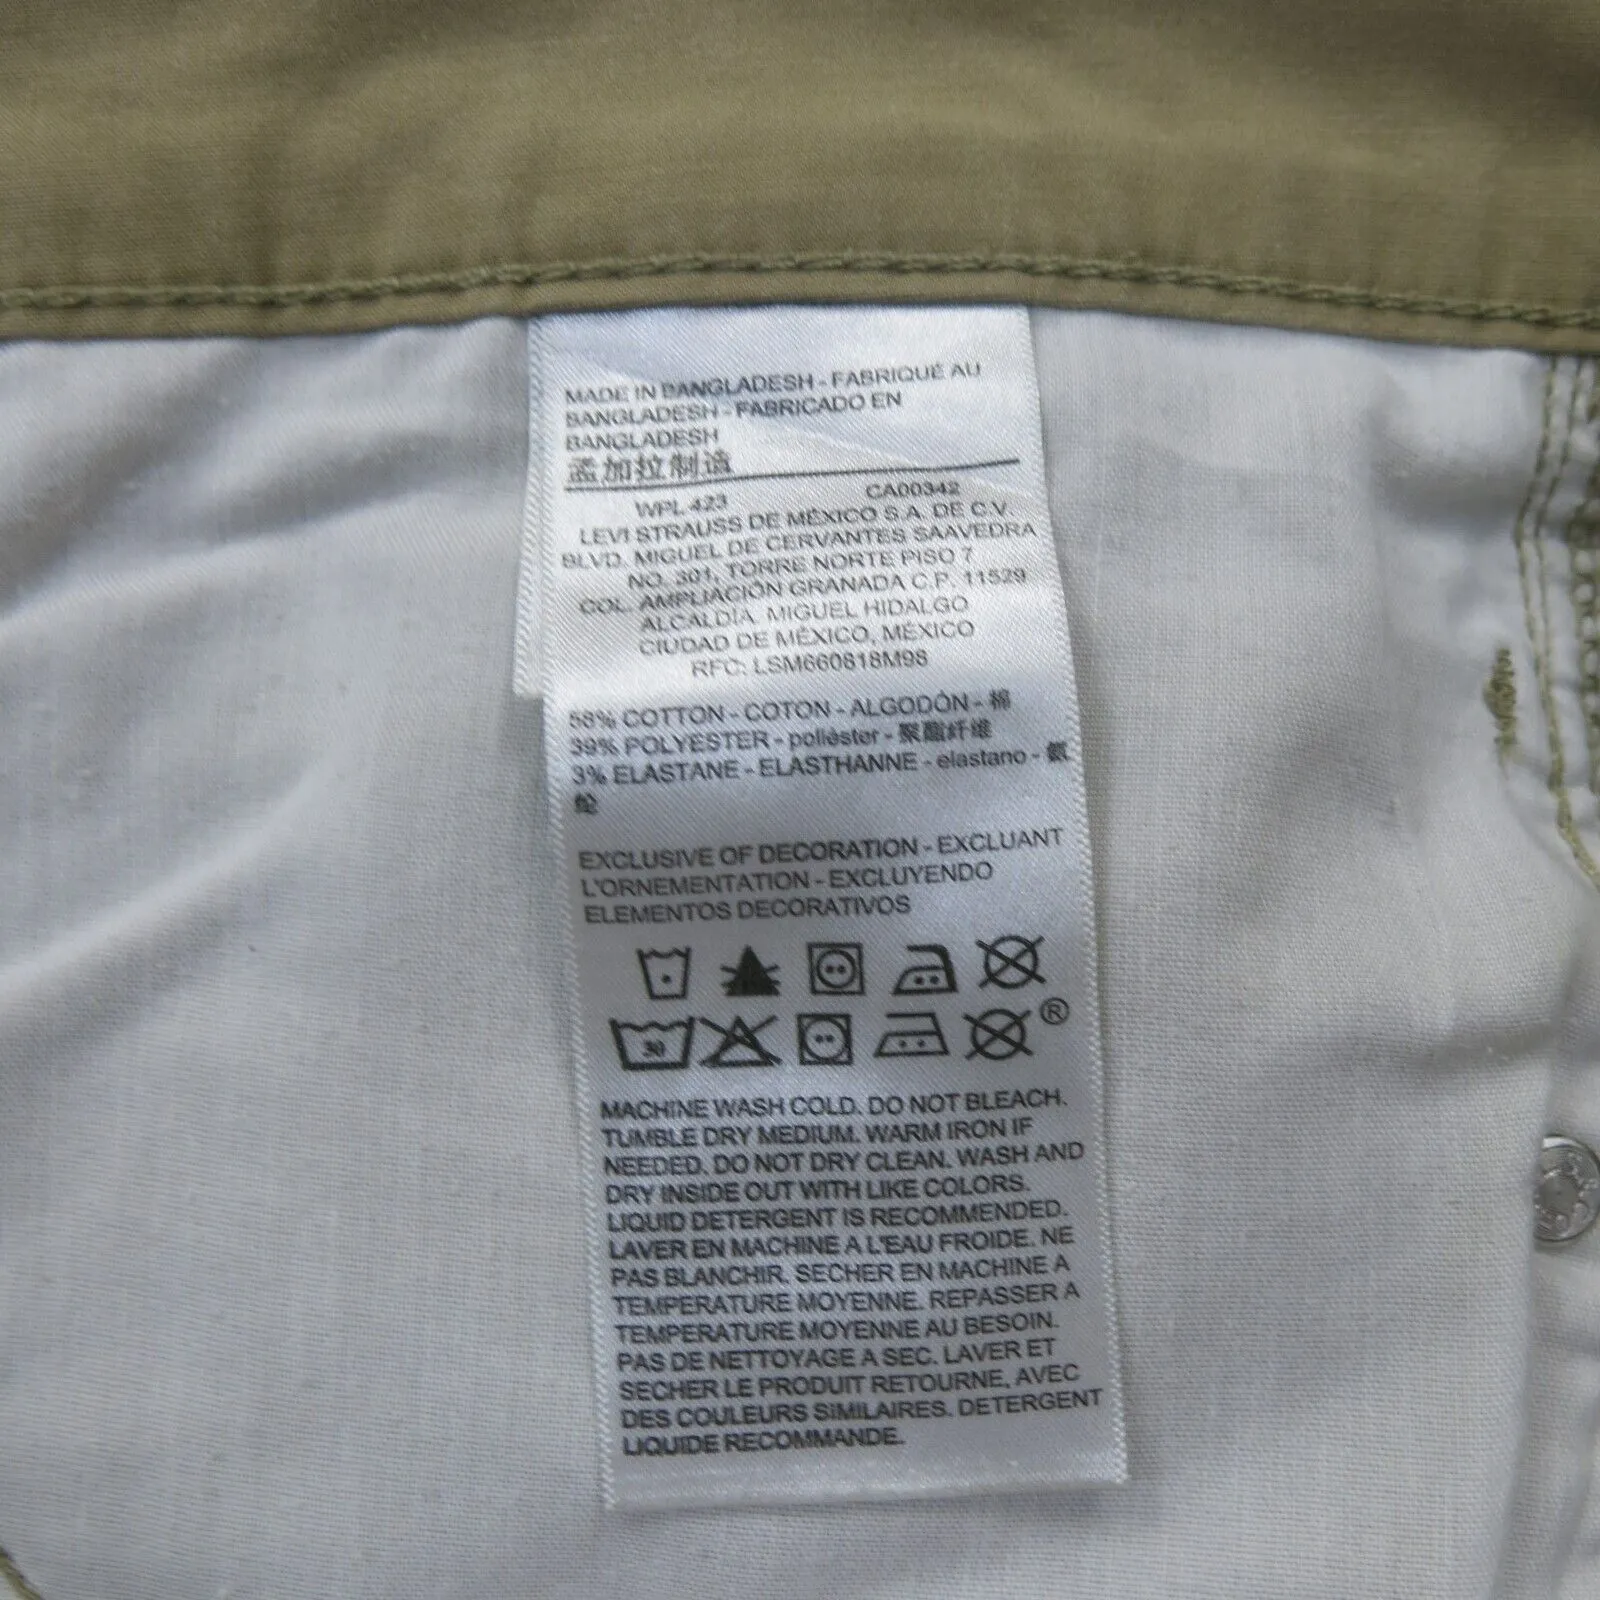 MADE IN BANGLADESH - FABRIQUÉ AU
BANGLADESH - FABRICADO EN
BANGLADESH
孟加拉制造
WPL 423 CA00342
LEVI STRAUSS DE MÉXICO S.A. DE C.V.
BLVD. MIGUEL DE CERVANTES SAAVEDRA
NO. 301, TORRE NORTE PISO 7
COL. AMPLIACIÓN GRANADA C.P. 11529
ALCALDÍA. MIGUEL HIDALGO
CIUDAD DE MÉXICO, MÉXICO
RFC: LSM660818M98
58% COTTON - COTON - ALGODÓN - 棉
39% POLYESTER - poliéster - 聚酯纤维
3% ELASTANE - ELASTHANNE - elastano - 氨
纶
EXCLUSIVE OF DECORATION - EXCLUANT
L'ORNEMENTATION - EXCLUYENDO
ELEMENTOS DECORATIVOS
30 ®
MACHINE WASH COLD. DO NOT BLEACH.
TUMBLE DRY MEDIUM. WARM IRON IF
NEEDED. DO NOT DRY CLEAN. WASH AND
DRY INSIDE OUT WITH LIKE COLORS.
LIQUID DETERGENT IS RECOMMENDED.
LAVER EN MACHINE A L'EAU FROIDE. NE
PAS BLANCHIR. SECHER EN MACHINE A
TEMPERATURE MOYENNE. REPASSER A
TEMPERATURE MOYENNE AU BESOIN.
PAS DE NETTOYAGE A SEC. LAVER ET
SECHER LE PRODUIT RETOURNE, AVEC
DES COULEURS SIMILAIRES. DETERGENT
LIQUIDE RECOMMANDE.